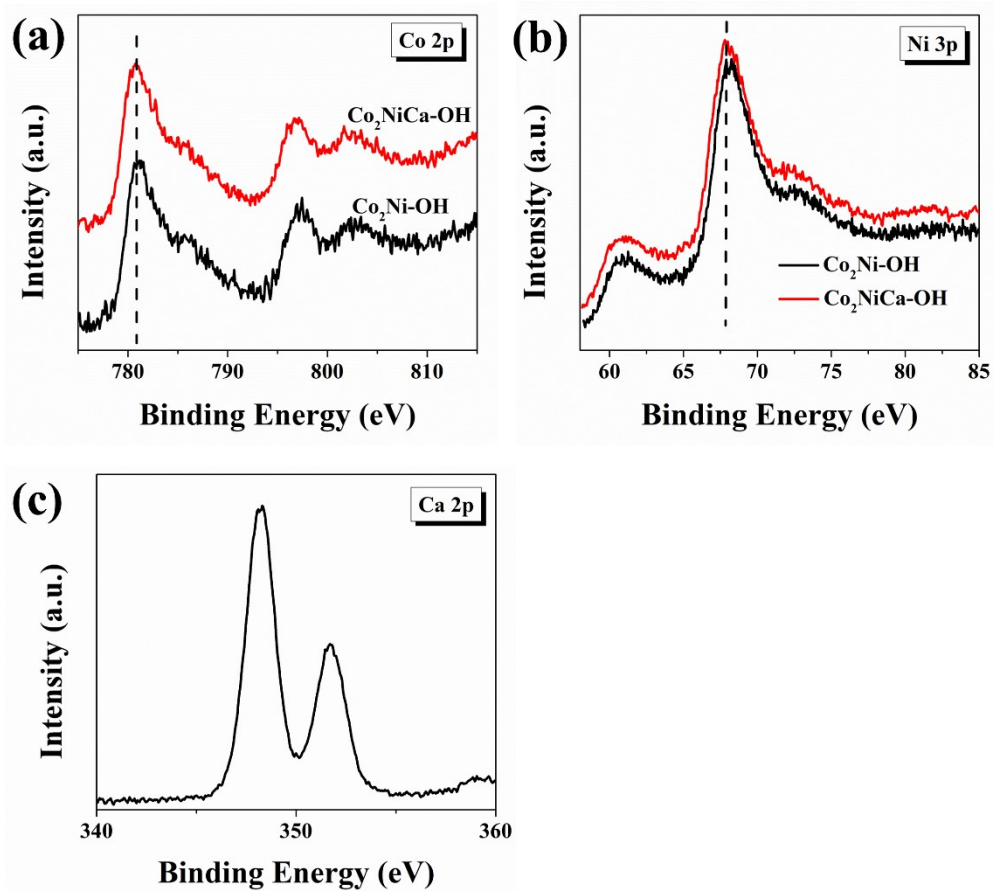 (a)
Co 2p
Co₂NiCa-OH
Co₂Ni-OH
Intensity (a.u.)
780 790 800 810
Binding Energy (eV)
(b)
Ni 3p
Co₂Ni-OH
Co₂NiCa-OH
Intensity (a.u.)
60 65 70 75 80 85
Binding Energy (eV)
(c)
Ca 2p
Intensity (a.u.)
340 350 360
Binding Energy (eV)